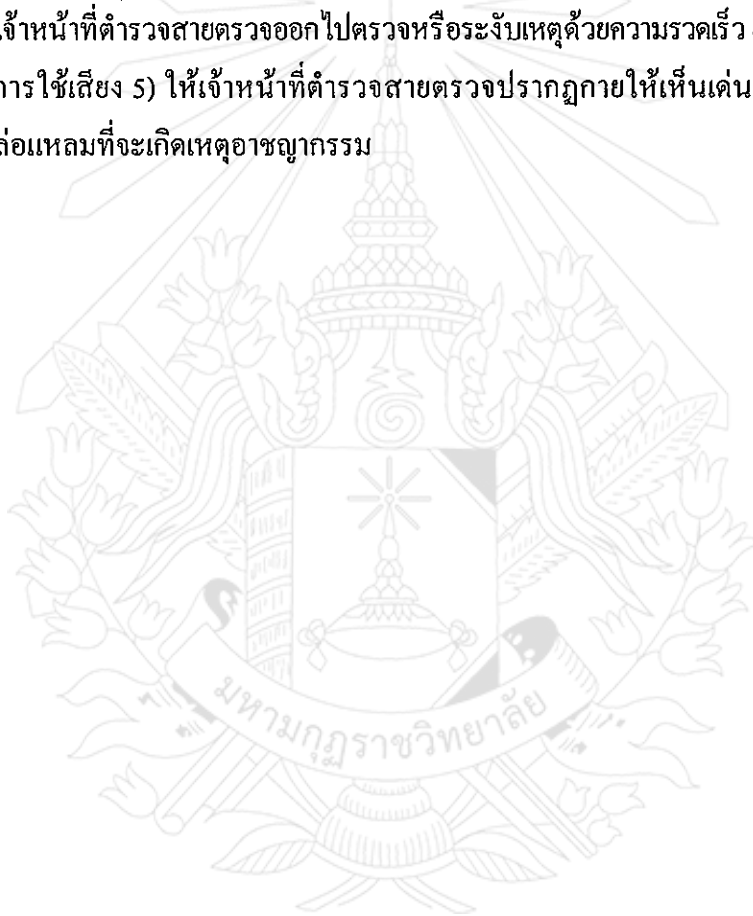 เจ้าหน้าที่ตำรวจสายตรวจออกไปตรวจหรือระงับเหตุด้วยความรวดเร็ว
การใช้เสียง 5) ให้เจ้าหน้าที่ตำรวจสายตรวจปรากฏกายให้เห็นเด่น
ล่อแหลมที่จะเกิดเหตุอาชญากรรม
มหามกุฏราชวิทยาลัย